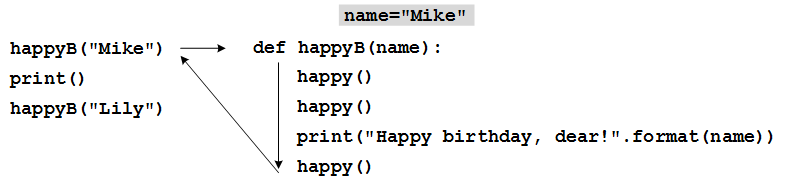 name="Mike"
happyB("Mike")
print()
happyB("Lily")
def happyB(name):
happy()
happy()
print("Happy birthday, dear!".format(name))
happy()